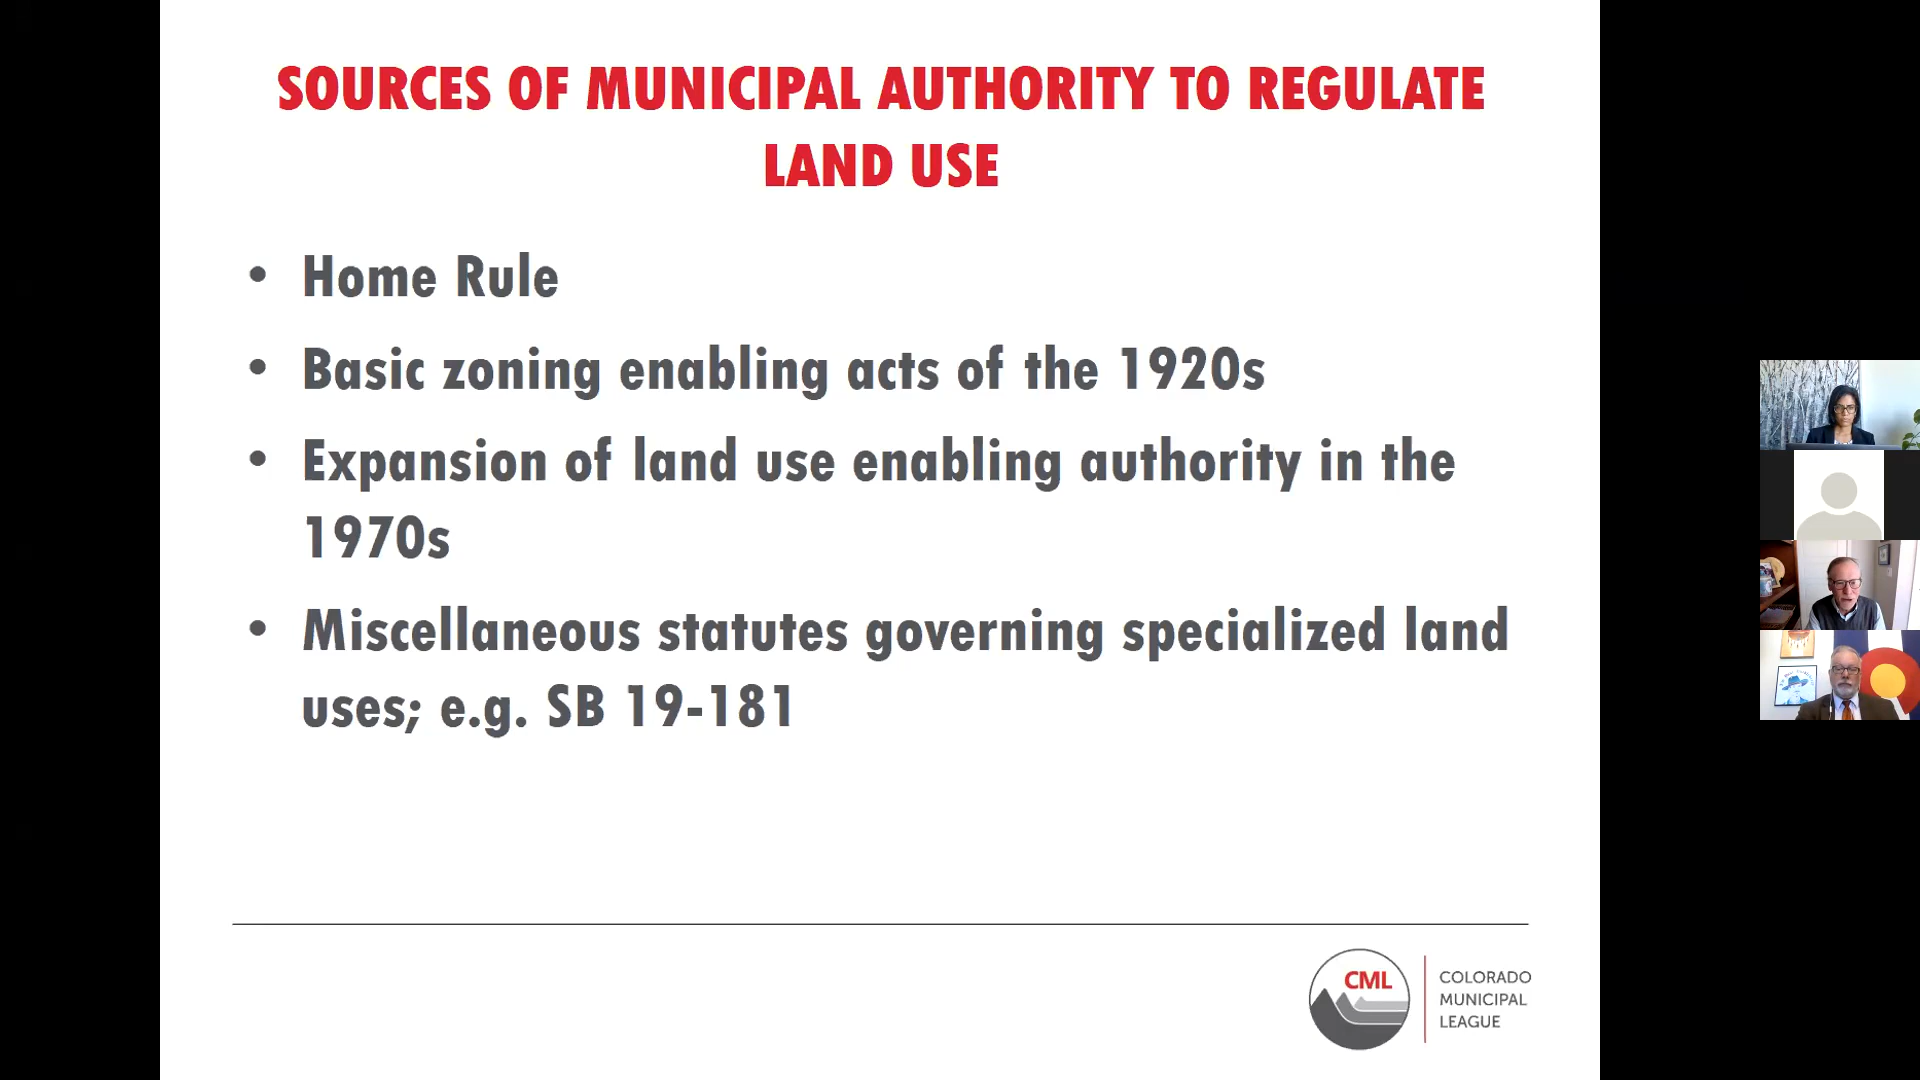 SOURCES OF MUNICIPAL AUTHORITY TO REGULATE
LAND USE
• Home Rule
• Basic zoning enabling acts of the 1920s
• Expansion of land use enabling authority in the
1970s
• Miscellaneous statutes governing specialized land
uses; e.g. SB 19-181
CML
COLORADO
MUNICIPAL
LEAGUE